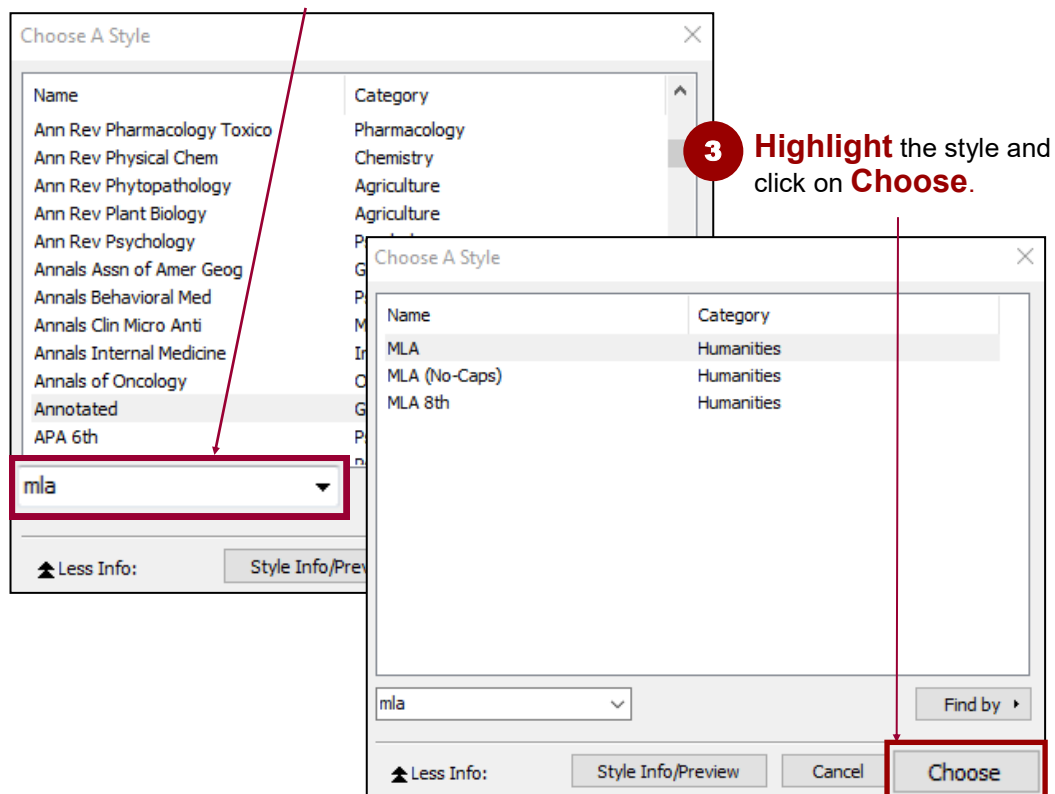 Choose A Style
Name Category
Ann Rev Pharmacology Toxico Pharmacology
Ann Rev Physical Chem Chemistry
Ann Rev Phytopathology Agriculture
Ann Rev Plant Biology Agriculture
Ann Rev Psychology
Annals Assn of Amer Geog G
Annals Behavioral Med P
Annals Clin Micro Anti M
Annals Internal Medicine In
Annals of Oncology O
Annotated G
APA 6th P
mla
Less Info: Style Info/Prev
3 Highlight the style and
click on Choose.
Choose A Style
Name Category
MLA Humanities
MLA (No-Caps) Humanities
MLA 8th Humanities
mla Find by
Less Info: Style Info/Preview Cancel Choose